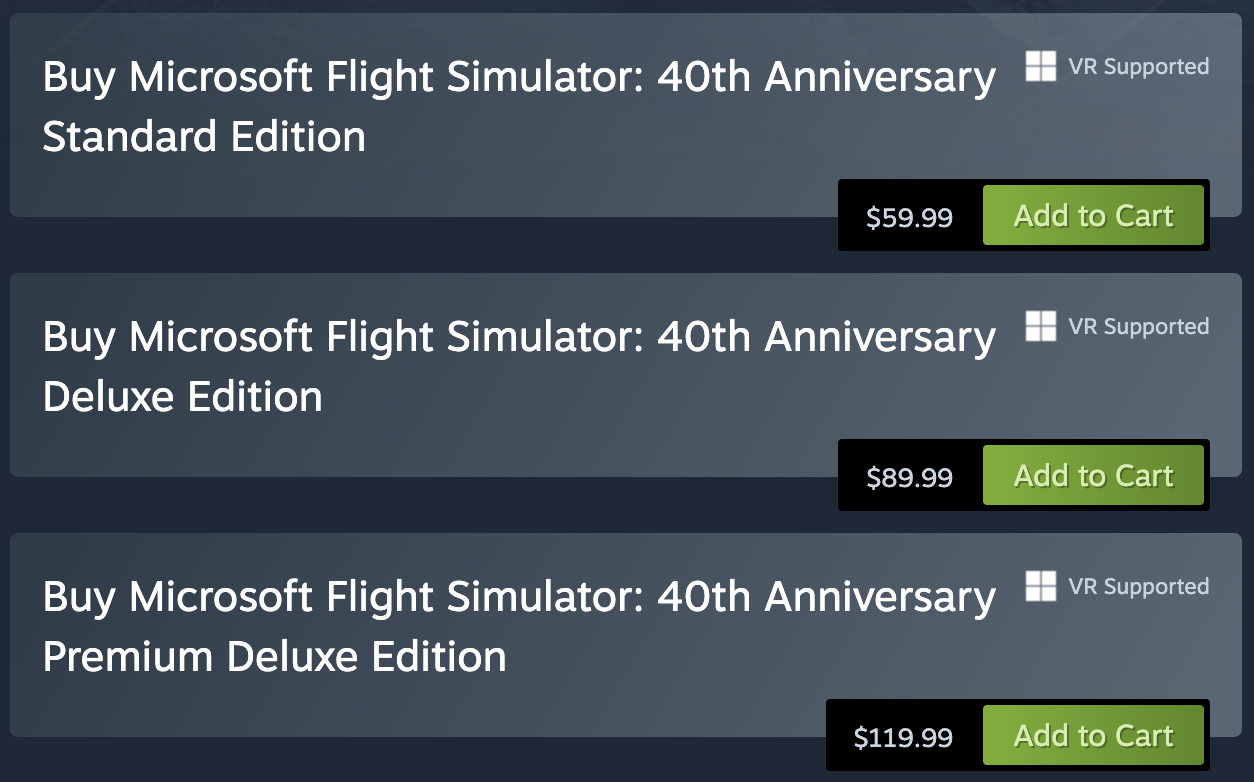 Buy Microsoft Flight Simulator: 40th Anniversary
Standard Edition
VR Supported
$59.99
Add to Cart
Buy Microsoft Flight Simulator: 40th Anniversary
Deluxe Edition
VR Supported
$89.99
Add to Cart
Buy Microsoft Flight Simulator: 40th Anniversary
Premium Deluxe Edition
VR Supported
$119.99
Add to Cart